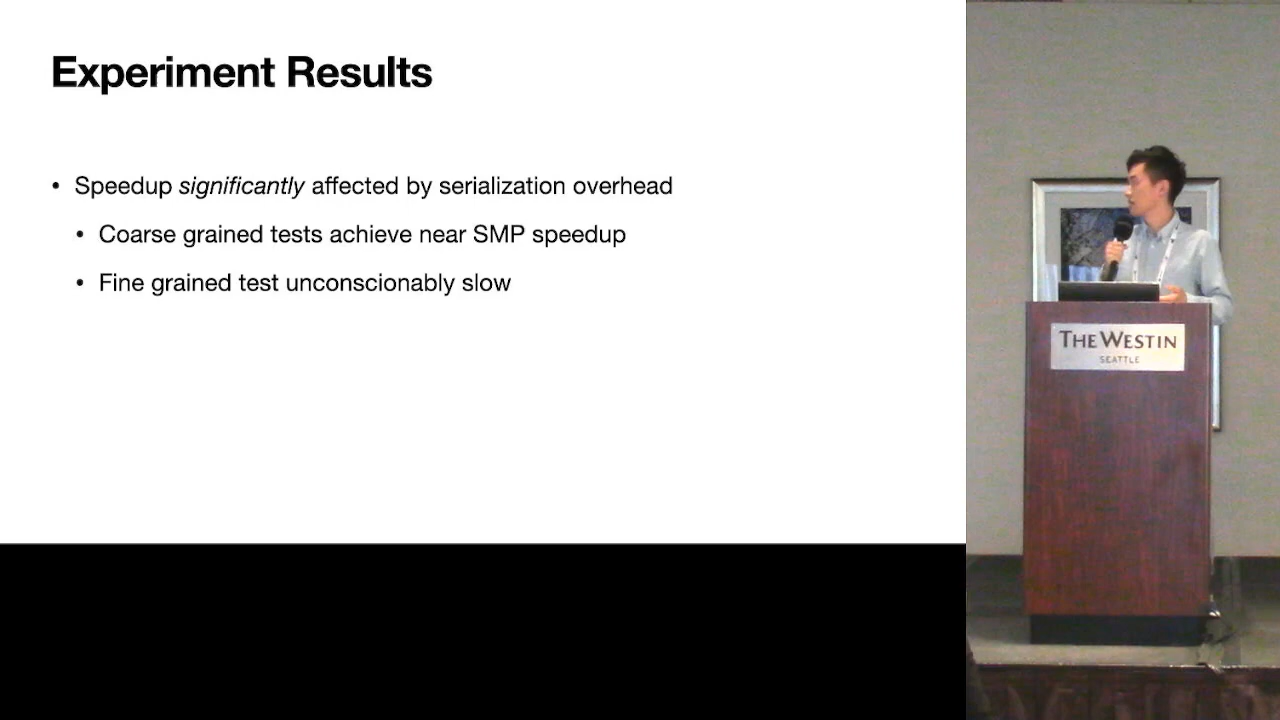 Experiment Results
• Speedup significantly affected by serialization overhead
• Coarse grained tests achieve near SMP speedup
• Fine grained test unconscionably slow
THE WESTIN
SEATTLE